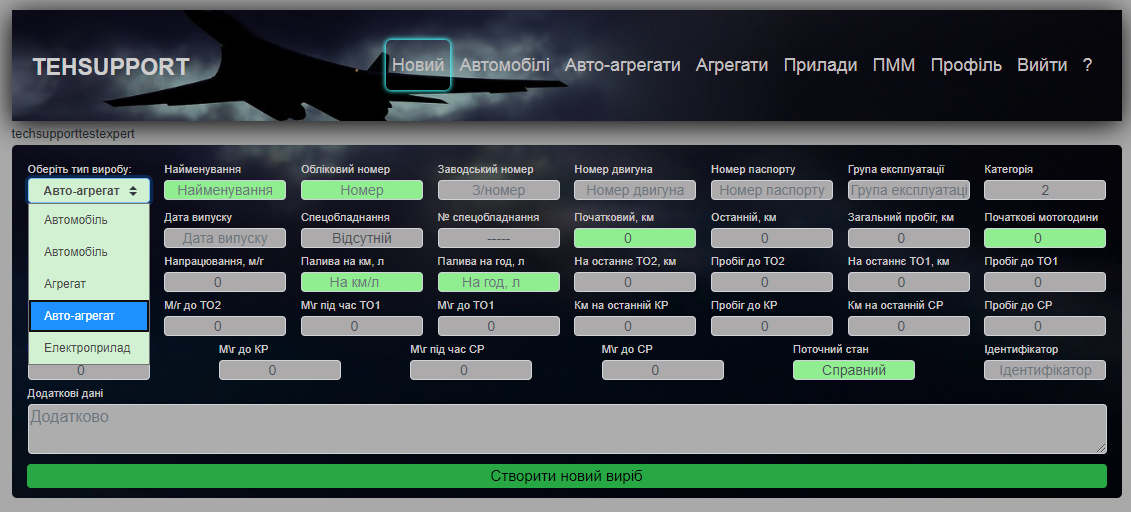 TEHSUPPORT Новий Автомобілі Авто-агрегати Агрегати Прилади ПММ Профіль Вийти ?
techsupporttestexpert
Оберіть тип виробу: Найменування Обліковий номер Заводський номер Номер двигуна Номер паспорту Група експлуатації Категорія
Авто-агрегат Найменування Номер З/номер Номер двигуна Номер паспорту Група експлуатації 2
Автомобіль
Дата випуску Спецобладнання № спецобладнання Початковий, км Останній, км Загальний пробіг, км Початкові мотогодини
Дата випуску Відсутній ----- 0 0 0 0
Автомобіль
Напрацювання, м/г Палива на км, л Палива на год, л На останнє ТО2, км Пробіг до ТО2 На останнє ТО1, км Пробіг до ТО1
Агрегат
0 На км/л На год, л 0 0 0 0
М/г до ТО2 М\г під час ТО1 М\г до ТО1 Км на останній КР Пробіг до КР Км на останній СР Пробіг до СР
Авто-агрегат
0 0 0 0 0 0 0
Електроприлад
М\г до КР М\г під час СР М\г до СР Поточний стан Ідентифікатор
0 0 0 0 Справний Ідентифікатор
Додаткові дані
Додатково
Створити новий виріб